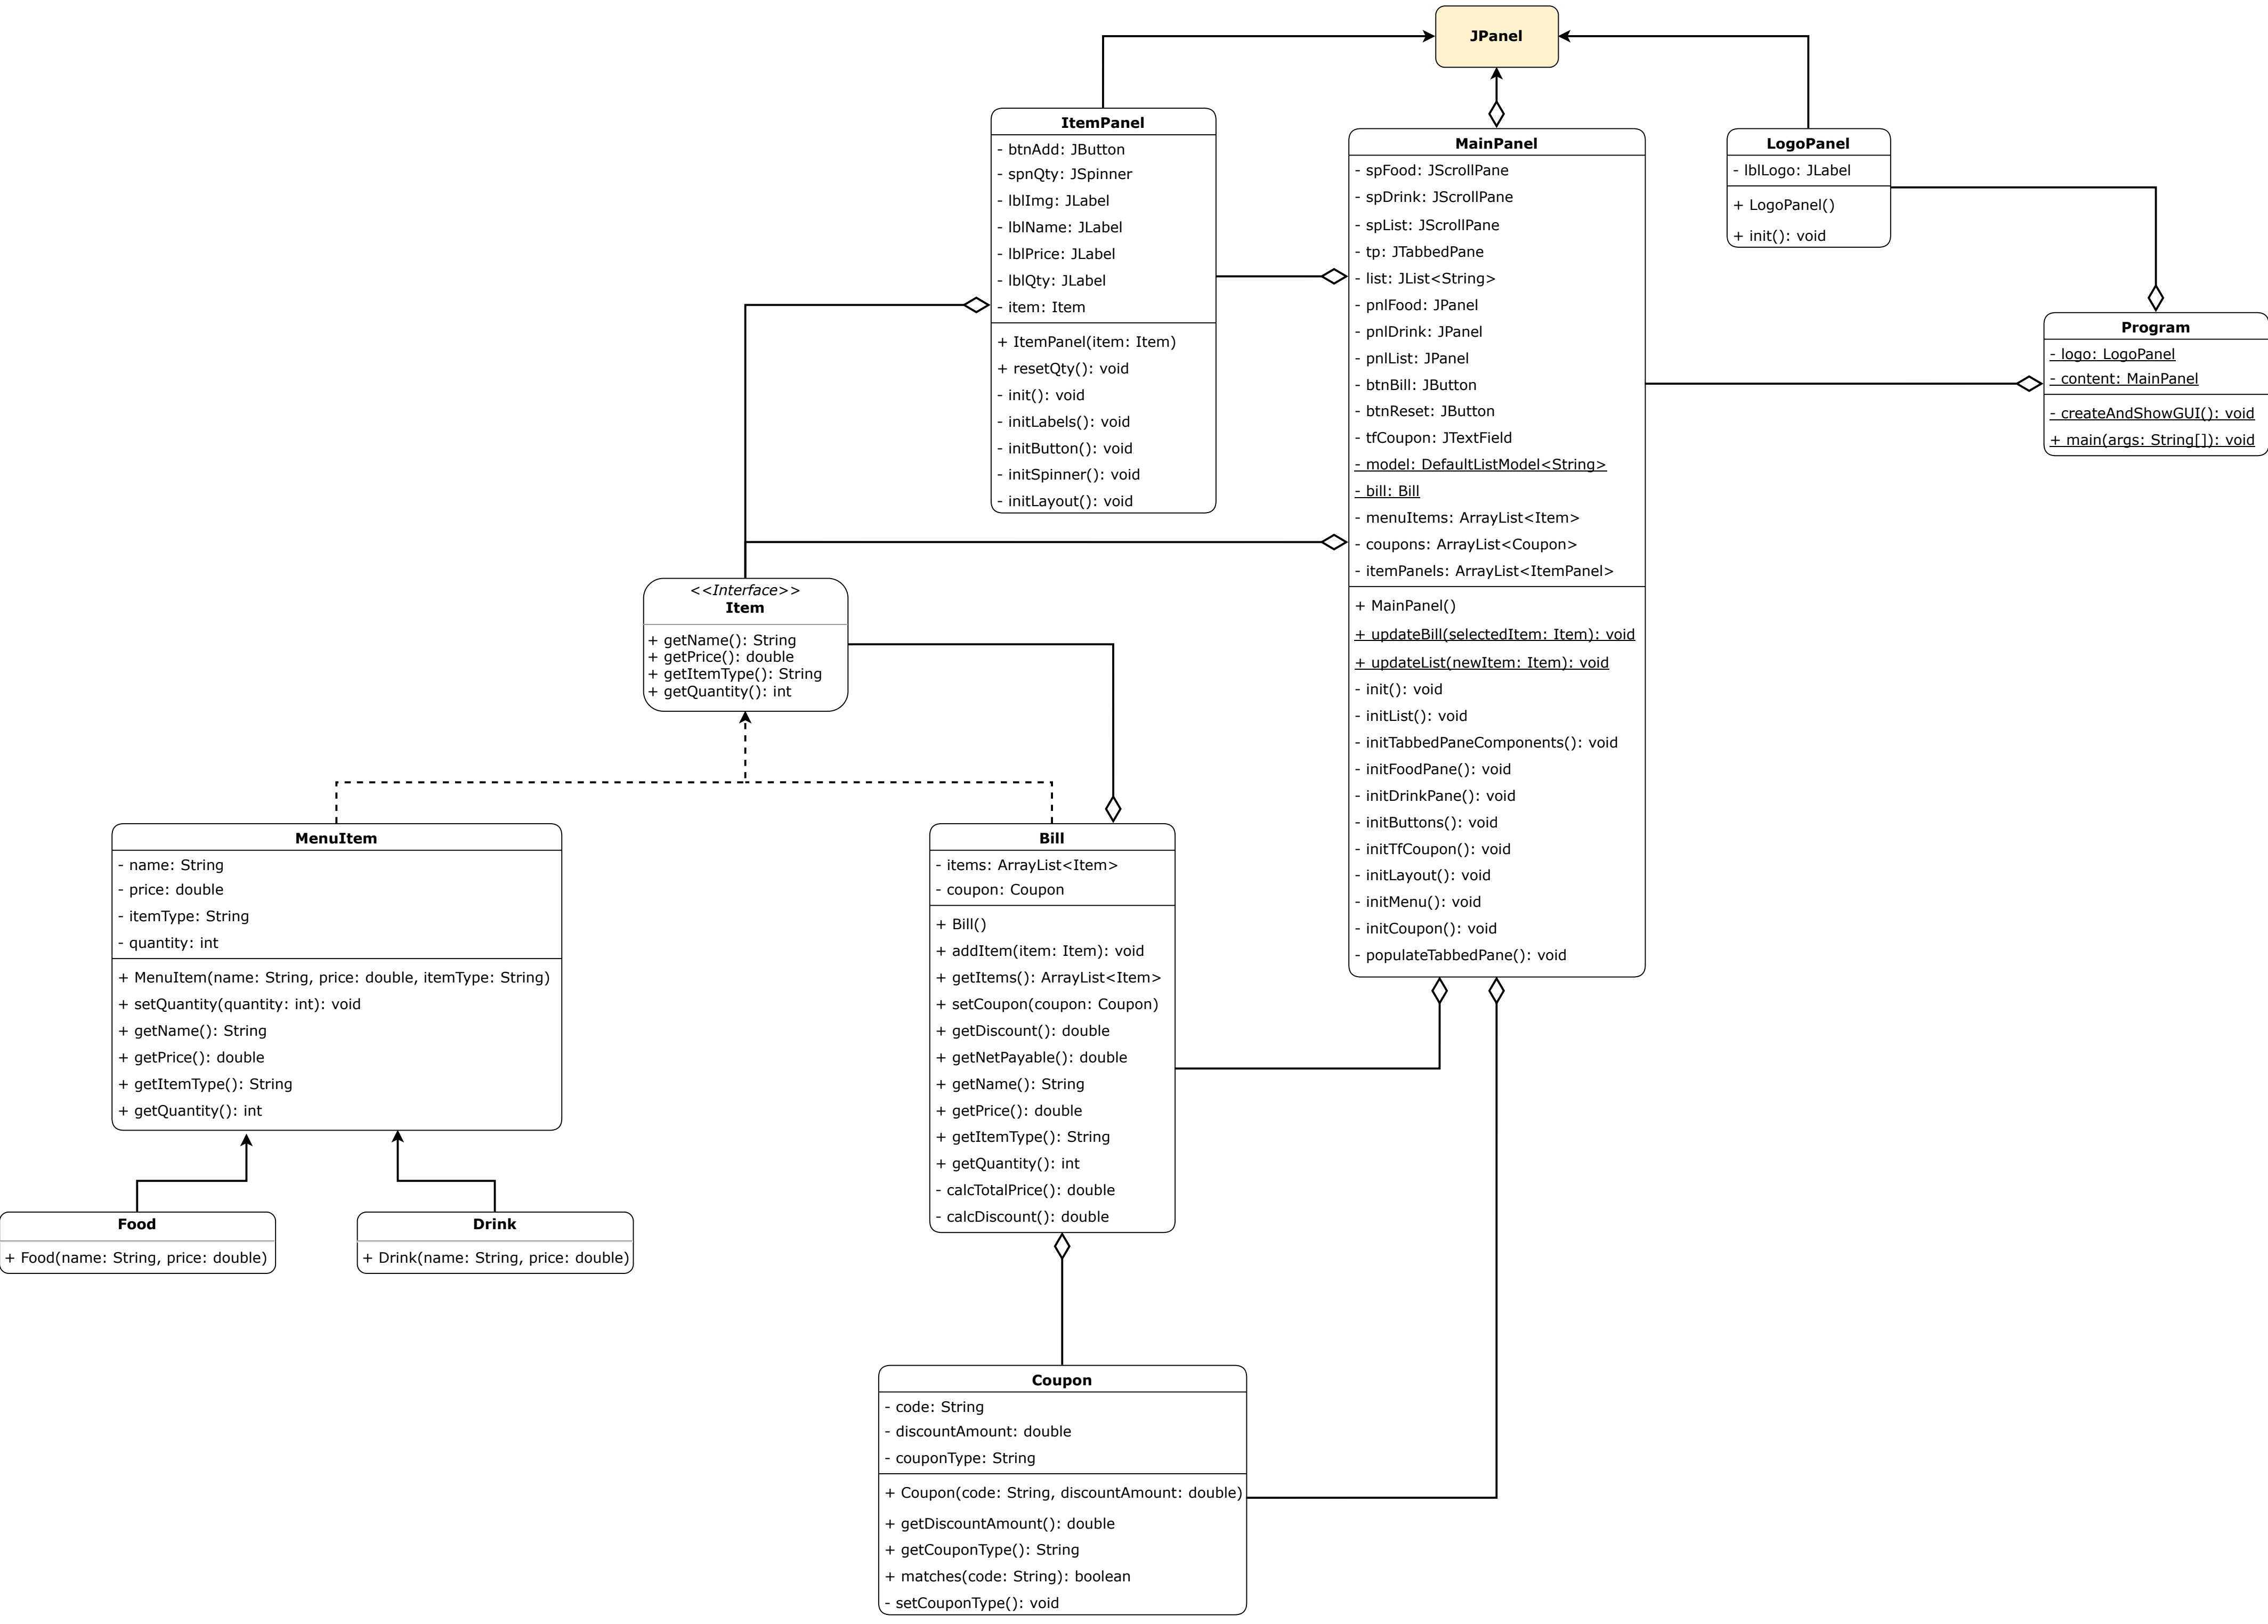 JPanel
ItemPanel
- btnAdd: JButton
- spnQty: JSpinner
- lblImg: JLabel
- lblName: JLabel
- lblPrice: JLabel
- lblQty: JLabel
- item: Item
+ ItemPanel(item: Item)
+ resetQty(): void
- init(): void
- initLabels(): void
- initButton(): void
- initSpinner(): void
- initLayout(): void
MainPanel
- spFood: JScrollPane
- spDrink: JScrollPane
- spList: JScrollPane
- tp: JTabbedPane
- list: JList<String>
- pnlFood: JPanel
- pnlDrink: JPanel
- pnlList: JPanel
- btnBill: JButton
- btnReset: JButton
- tfCoupon: JTextField
- model: DefaultListModel<String>
- bill: Bill
- menuItems: ArrayList<Item>
- coupons: ArrayList<Coupon>
- itemPanels: ArrayList<ItemPanel>
+ MainPanel()
+ updateBill(selectedItem: Item): void
+ updateList(newItem: Item): void
- init(): void
- initList(): void
- initTabbedPaneComponents(): void
- initFoodPane(): void
- initDrinkPane(): void
- initButtons(): void
- initTfCoupon(): void
- initLayout(): void
- initMenu(): void
- initCoupon(): void
- populateTabbedPane(): void
LogoPanel
- lblLogo: JLabel
+ LogoPanel()
+ init(): void
Program
- logo: LogoPanel
- content: MainPanel
- createAndShowGUI(): void
+ main(args: String[]): void
<<Interface>>
Item
+ getName(): String
+ getPrice(): double
+ getItemType(): String
+ getQuantity(): int
MenuItem
- name: String
- price: double
- itemType: String
- quantity: int
+ MenuItem(name: String, price: double, itemType: String)
+ setQuantity(quantity: int): void
+ getName(): String
+ getPrice(): double
+ getItemType(): String
+ getQuantity(): int
Bill
- items: ArrayList<Item>
- coupon: Coupon
+ Bill()
+ addItem(item: Item): void
+ getItems(): ArrayList<Item>
+ setCoupon(coupon: Coupon)
+ getDiscount(): double
+ getNetPayable(): double
+ getName(): String
+ getPrice(): double
+ getItemType(): String
+ getQuantity(): int
- calcTotalPrice(): double
- calcDiscount(): double
Food
+ Food(name: String, price: double)
Drink
+ Drink(name: String, price: double)
Coupon
- code: String
- discountAmount: double
- couponType: String
+ Coupon(code: String, discountAmount: double)
+ getDiscountAmount(): double
+ getCouponType(): String
+ matches(code: String): boolean
- setCouponType(): void